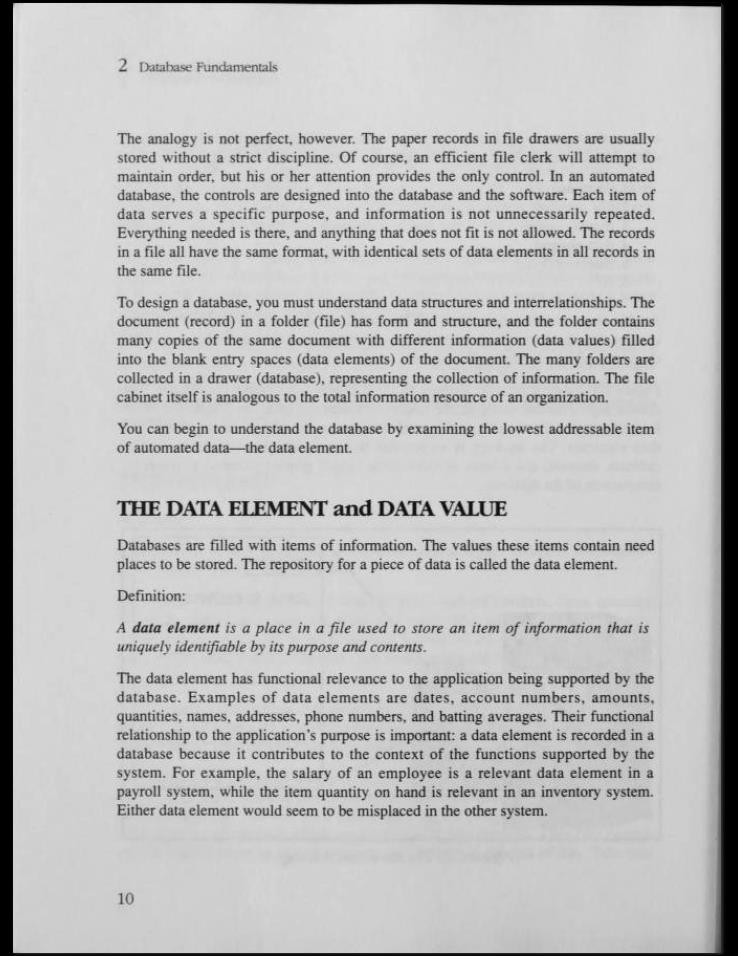 2 Database Fundamentals
The analogy is not perfect, however. The paper records in file drawers are usually
stored without a strict discipline. Of course, an efficient file clerk will attempt to
maintain order, but his or her attention provides the only control. In an automated
database, the controls are designed into the database and the software. Each item of
data serves a specific purpose, and information is not unnecessarily repeated.
Everything needed is there, and anything that does not fit is not allowed. The records
in a file all have the same format, with identical sets of data elements in all records in
the same file.
To design a database, you must understand data structures and interrelationships. The
document (record) in a folder (file) has form and structure, and the folder contains
many copies of the same document with different information (data values) filled
into the blank entry spaces (data elements) of the document. The many folders are
collected in a drawer (database), representing the collection of information. The file
cabinet itself is analogous to the total information resource of an organization.
You can begin to understand the database by examining the lowest addressable item
of automated data—the data element.
THE DATA ELEMENT and DATA VALUE
Databases are filled with items of information. The values these items contain need
places to be stored. The repository for a piece of data is called the data element.
Definition:
A data element is a place in a file used to store an item of information that is
uniquely identifiable by its purpose and contents.
The data element has functional relevance to the application being supported by the
database. Examples of data elements are dates, account numbers, amounts,
quantities, names, addresses, phone numbers, and batting averages. Their functional
relationship to the application's purpose is important: a data element is recorded in a
database because it contributes to the context of the functions supported by the
system. For example, the salary of an employee is a relevant data element in a
payroll system, while the item quantity on hand is relevant in an inventory system.
Either data element would seem to be misplaced in the other system.
10